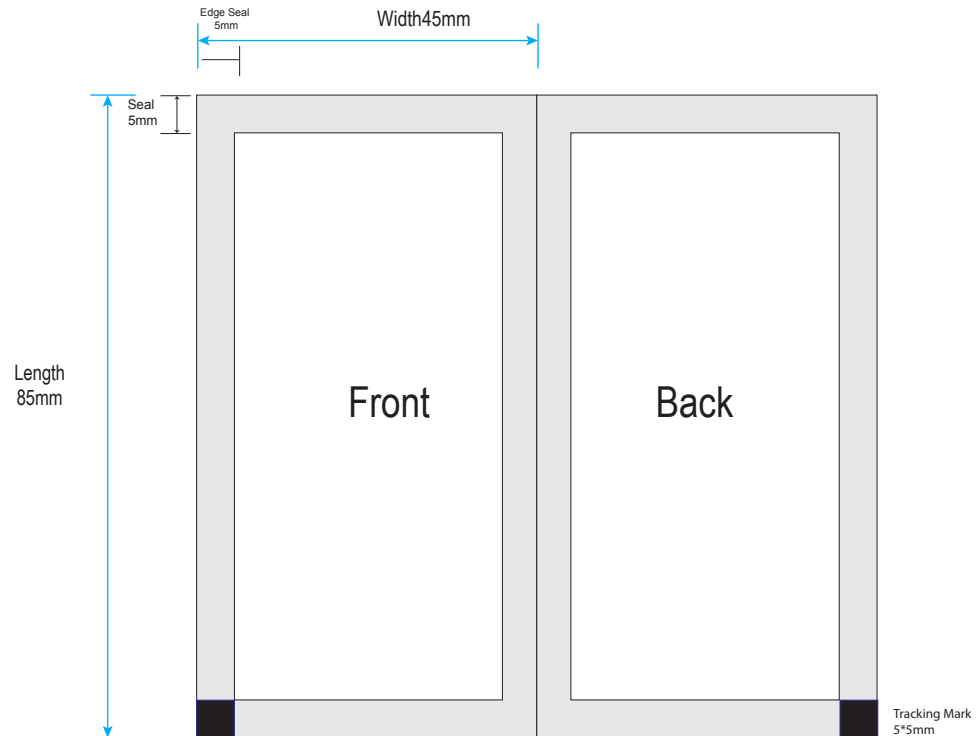 Edge Seal
5mm
Width45mm
Seal
5mm
Length
85mm
Front
Back
Tracking Mark
5*5mm